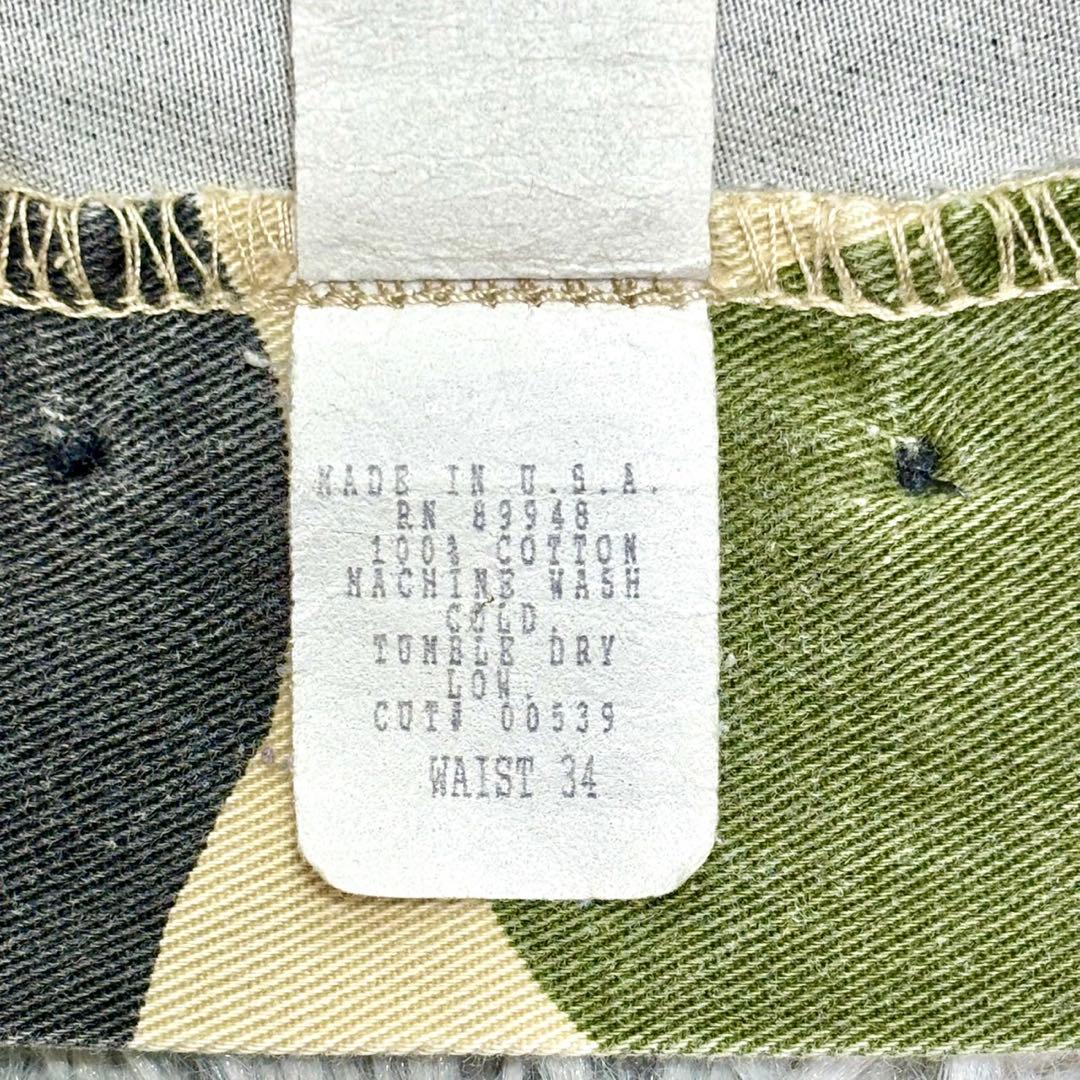 MADE IN U.S.A.
RN 89948
100% COTTON
MACHINE WASH
COLD.
TUMBLE DRY
LOW.
CUT# 00539
WAIST 34